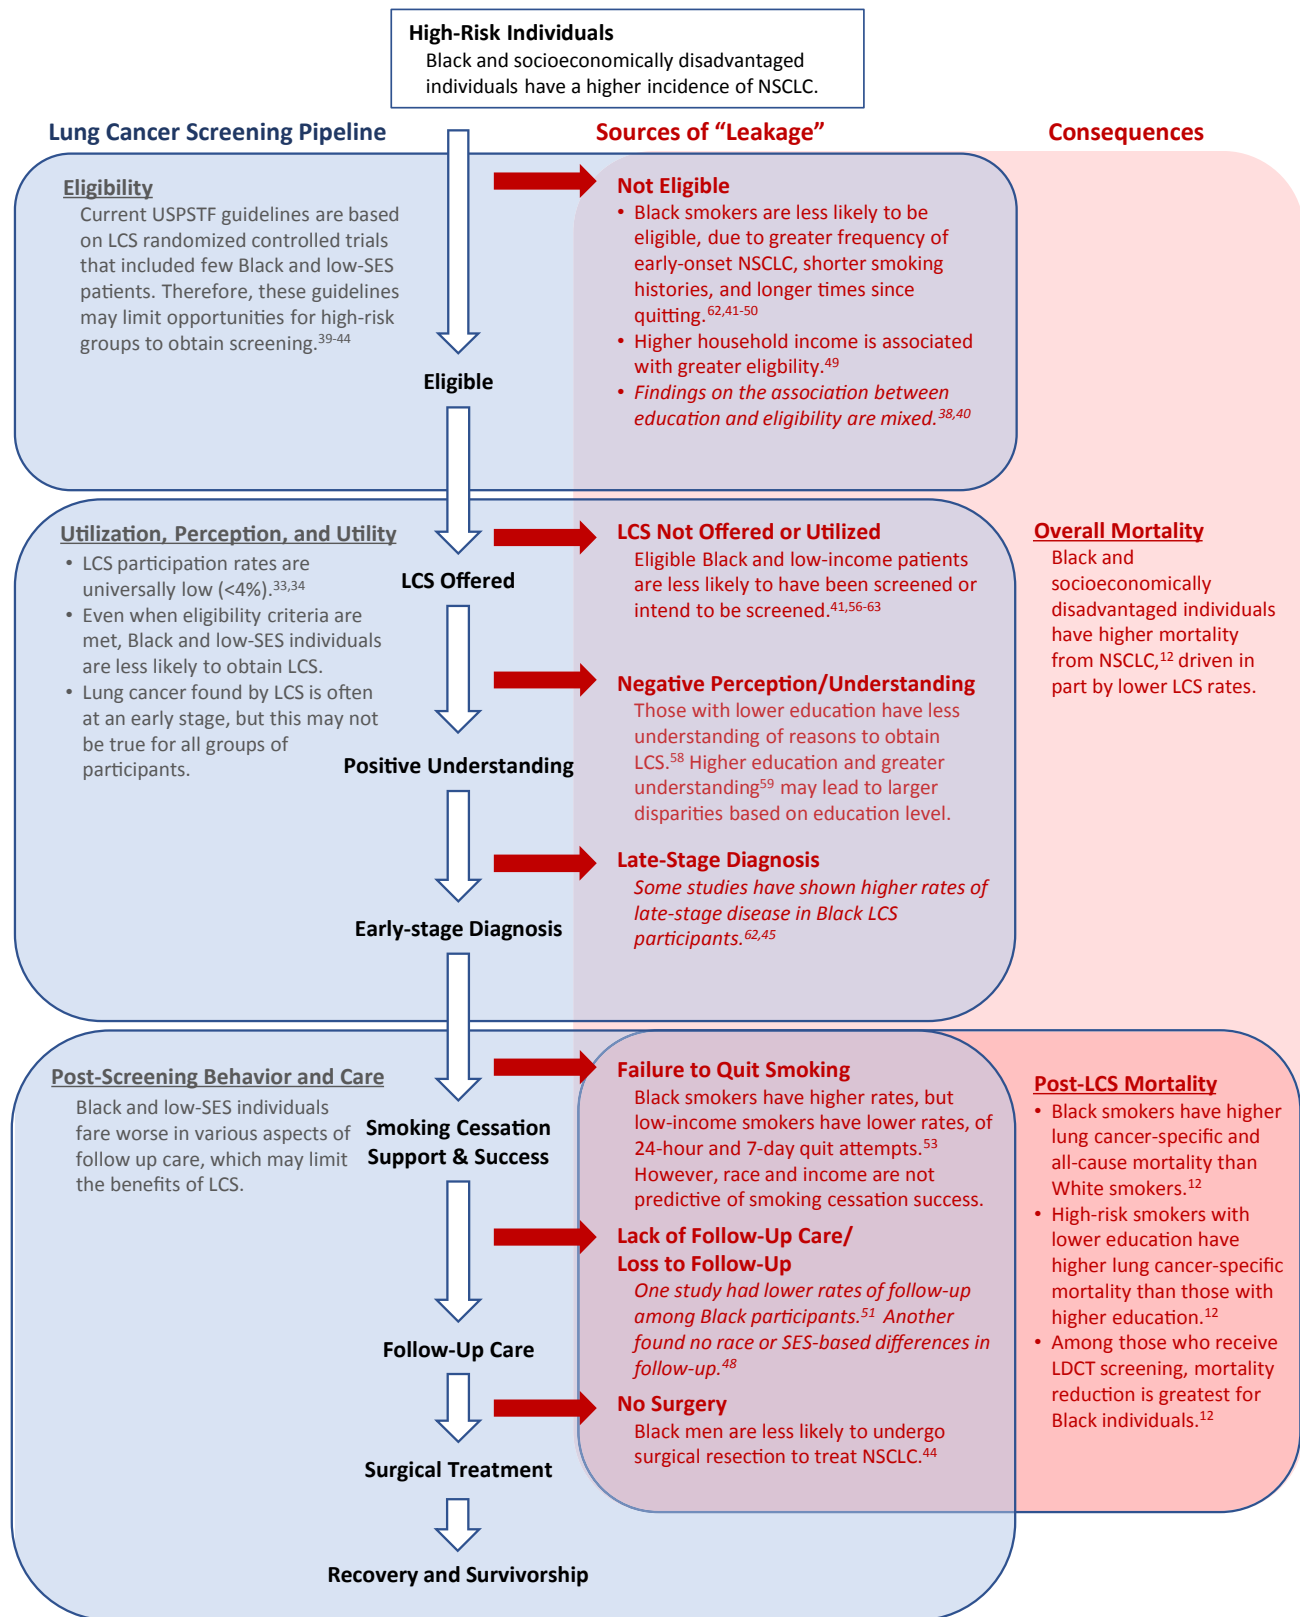 High-Risk Individuals
Black and socioeconomically disadvantaged
individuals have a higher incidence of NSCLC.
Lung Cancer Screening Pipeline
Sources of “Leakage”
Consequences
Eligibility
Current USPSTF guidelines are based
on LCS randomized controlled trials
that included few Black and low-SES
patients. Therefore, these guidelines
may limit opportunities for high-risk
groups to obtain screening.39-44
Eligible
Not Eligible
• Black smokers are less likely to be
eligible, due to greater frequency of
early-onset NSCLC, shorter smoking
histories, and longer times since
quitting.62,41-50
• Higher household income is associated
with greater eligbility.49
• Findings on the association between
education and eligibility are mixed.38,40
Utilization, Perception, and Utility
• LCS participation rates are
universally low (<4%).33,34
• Even when eligibility criteria are
met, Black and low-SES individuals
are less likely to obtain LCS.
• Lung cancer found by LCS is often
at an early stage, but this may not
be true for all groups of
participants.
LCS Offered
Positive Understanding
Early-stage Diagnosis
LCS Not Offered or Utilized
Eligible Black and low-income patients
are less likely to have been screened or
intend to be screened.41,56-63
Negative Perception/Understanding
Those with lower education have less
understanding of reasons to obtain
LCS.58 Higher education and greater
understanding59 may lead to larger
disparities based on education level.
Late-Stage Diagnosis
Some studies have shown higher rates of
late-stage disease in Black LCS
participants.62,45
Overall Mortality
Black and
socioeconomically
disadvantaged individuals
have higher mortality
from NSCLC,12 driven in
part by lower LCS rates.
Post-Screening Behavior and Care
Black and low-SES individuals
fare worse in various aspects of
follow up care, which may limit
the benefits of LCS.
Smoking Cessation
Support & Success
Follow-Up Care
Surgical Treatment
Recovery and Survivorship
Failure to Quit Smoking
Black smokers have higher rates, but
low-income smokers have lower rates, of
24-hour and 7-day quit attempts.53
However, race and income are not
predictive of smoking cessation success.
Lack of Follow-Up Care/
Loss to Follow-Up
One study had lower rates of follow-up
among Black participants.51 Another
found no race or SES-based differences in
follow-up.48
No Surgery
Black men are less likely to undergo
surgical resection to treat NSCLC.44
Post-LCS Mortality
• Black smokers have higher
lung cancer-specific and
all-cause mortality than
White smokers.12
• High-risk smokers with
lower education have
higher lung cancer-specific
mortality than those with
higher education.12
• Among those who receive
LDCT screening, mortality
reduction is greatest for
Black individuals.12